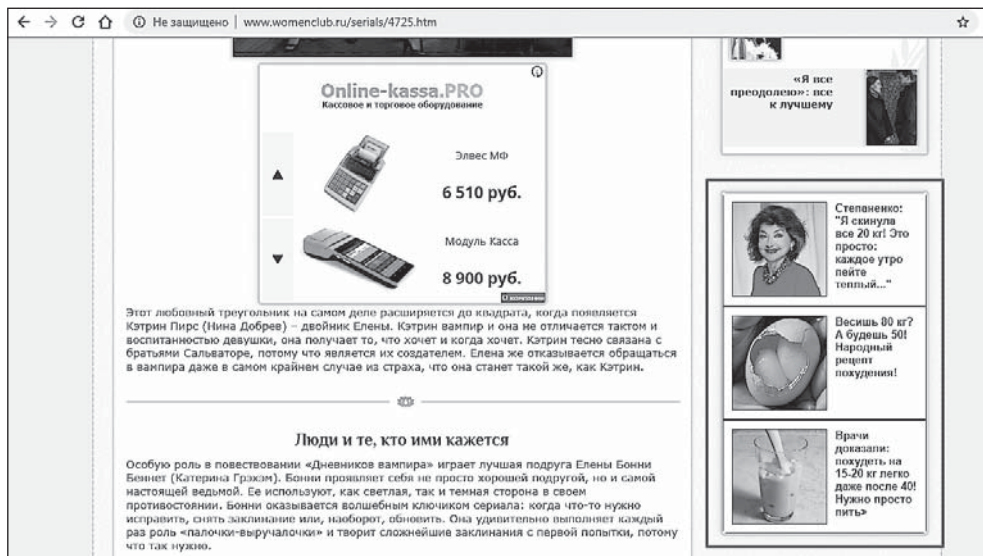 Не защищено | www.womenclub.ru/serials/4725.htm
Online-kassa.PRO
Кассовое и торговое оборудование
Элвес МФ
6 510 руб.
Модуль Касса
8 900 руб.
О компании
Этот любовный треугольник на самом деле расширяется до квадрата, когда появляется
Кэтрин Пирс (Нина Добрев) – двойник Елены. Кэтрин вампир и она не отличается тактом и
воспитанностью девушки, она получает то, что хочет и когда хочет. Кэтрин тесно связана с
братьями Сальваторе, потому что является их создателем. Елена же отказывается обращаться
в вампира даже в самом крайнем случае из страха, что она станет такой же, как Кэтрин.
Люди и те, кто ими кажется
Особую роль в повествовании «Дневников вампира» играет лучшая подруга Елены Бонни
Беннет (Катерина Грэхэм). Бонни проявляет себя не просто хорошей подругой, но и самой
настоящей ведьмой. Ее используют, как светлая, так и темная сторона в своем
противостоянии. Бонни оказывается волшебным ключиком сериала: когда что-то нужно
исправить, снять заклинание или, наоборот, обновить. Она удивительно выполняет каждый
раз роль «палочки-выручалочки» и творит сложнейшие заклинания с первой попытки, потому
что так нужно.
«Я все
преодолею»: все
к лучшему
Степаненко:
"Я скинула
все 20 кг! Это
просто:
каждое утро
пейте
теплый..."
Весишь 80 кг?
А будешь 50!
Народный
рецепт
похудения!
Врачи
доказали:
похудеть на
15-20 кг легко
даже после 40!
Нужно просто
пить»